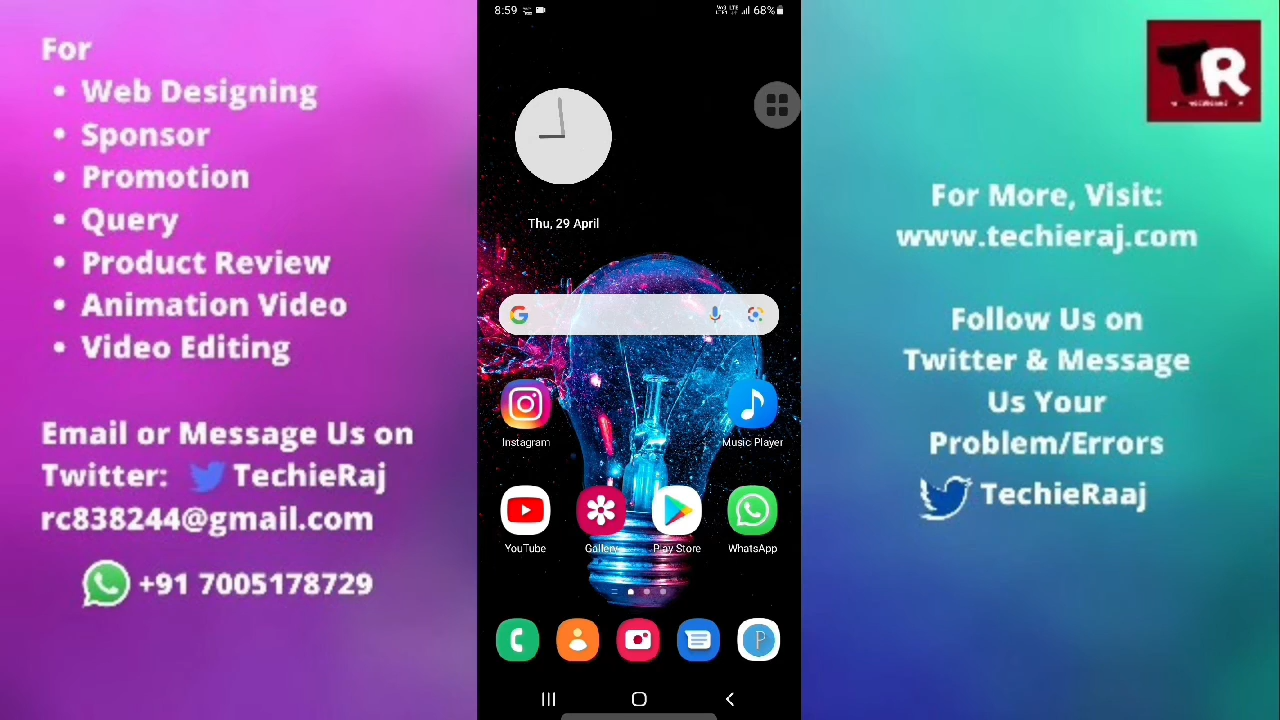 For
• Web Designing
• Sponsor
• Promotion
• Query
• Product Review
• Animation Video
• Video Editing
Email or Message Us on
Twitter: TechieRaj
rc838244@gmail.com
+91 7005178729
8:59
68%
Thu, 29 April
Instagram
Music Player
YouTube
Gallery
Play Store
WhatsApp
TR
For More, Visit:
www.techieraj.com
Follow Us on
Twitter & Message
Us Your
Problem/Errors
TechieRaaj